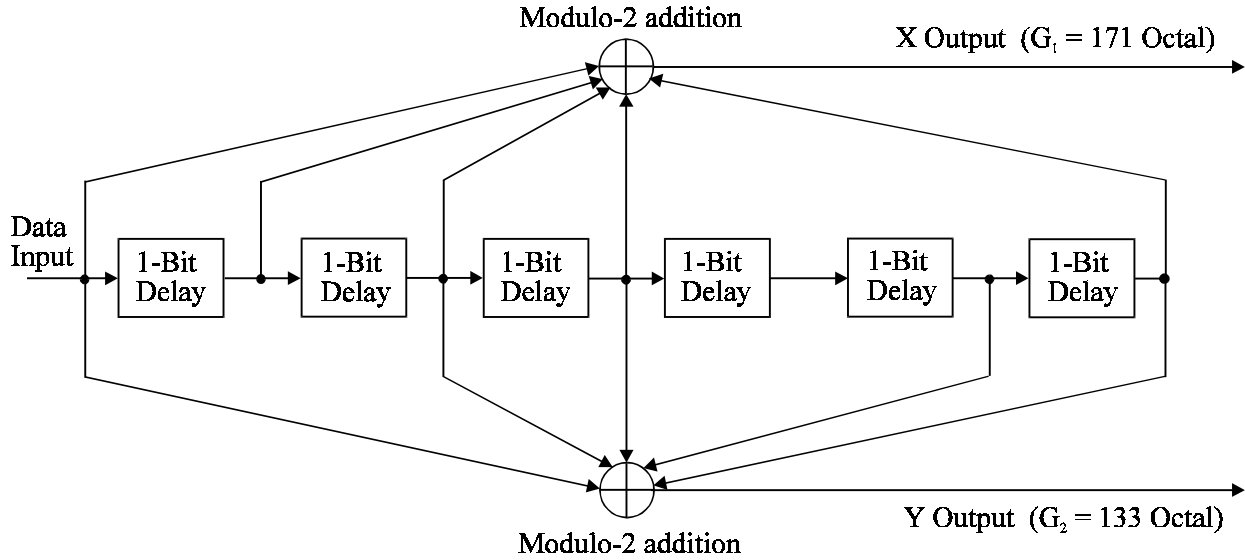 Modulo-2 addition
X Output (G₁ = 171 Octal)
Data
Input
1-Bit
Delay
1-Bit
Delay
1-Bit
Delay
1-Bit
Delay
1-Bit
Delay
1-Bit
Delay
Y Output (G₂ = 133 Octal)
Modulo-2 addition